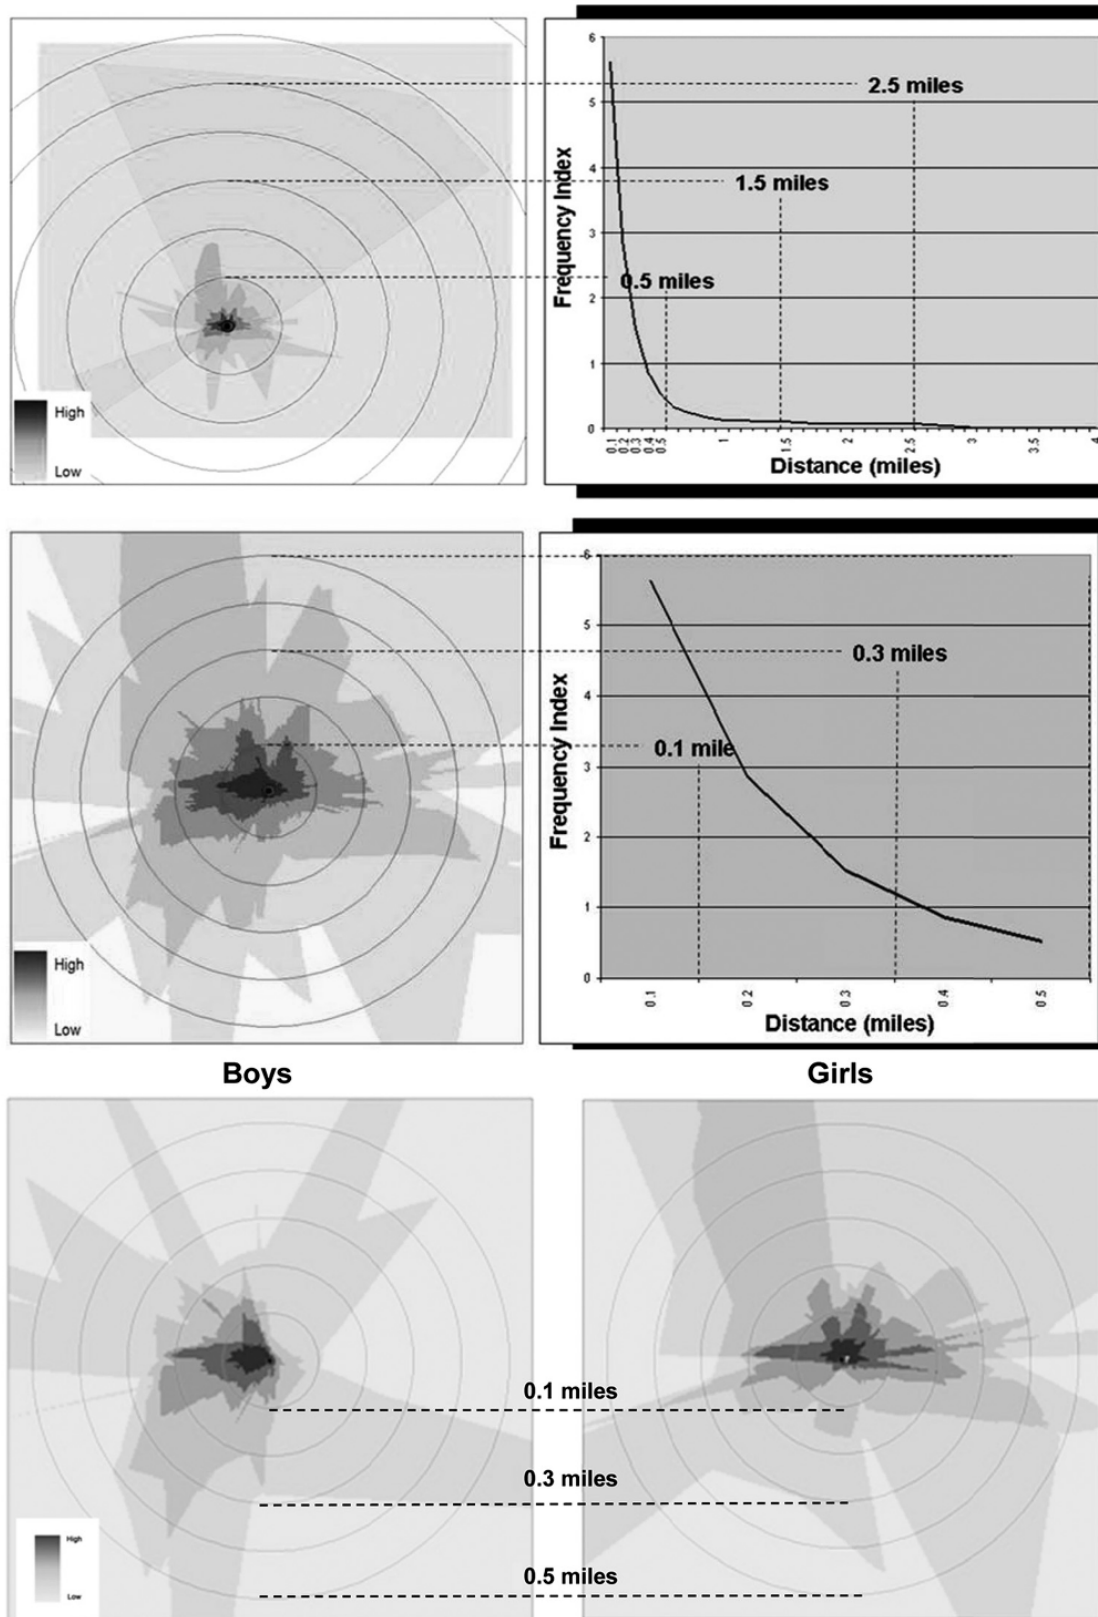 6
5
4
3
2
1
0
Frequency Index
2.5 miles
1.5 miles
0.5 miles
0.1
0.2
0.3
0.4
0.5
1
1.5
2
2.5
3
3.5
4
Distance (miles)
High
Low
6
5
4
3
2
1
0
Frequency Index
0.3 miles
0.1 mile
0.1
0.2
0.3
0.4
0.5
Distance (miles)
High
Low
Boys
Girls
0.1 miles
0.3 miles
0.5 miles
High
Low